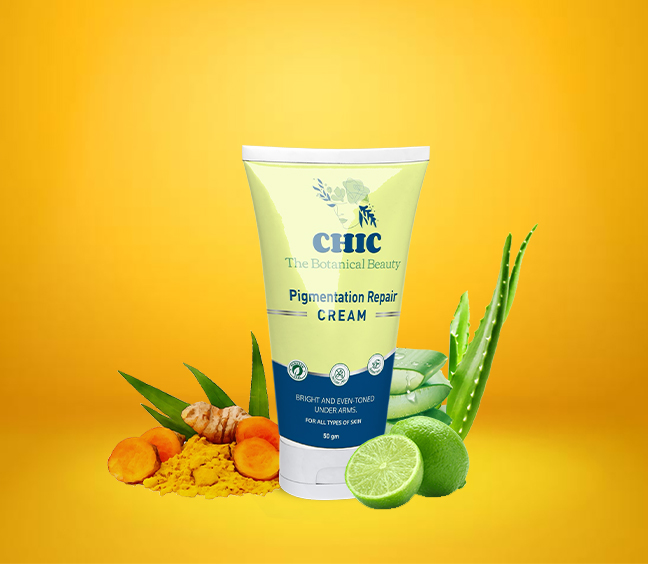 CHIC
The Botanical Beauty
Pigmentation Repair
CREAM
BRIGHT AND EVEN-TONED
UNDER ARMS.
FOR ALL TYPES OF SKIN
50 gm